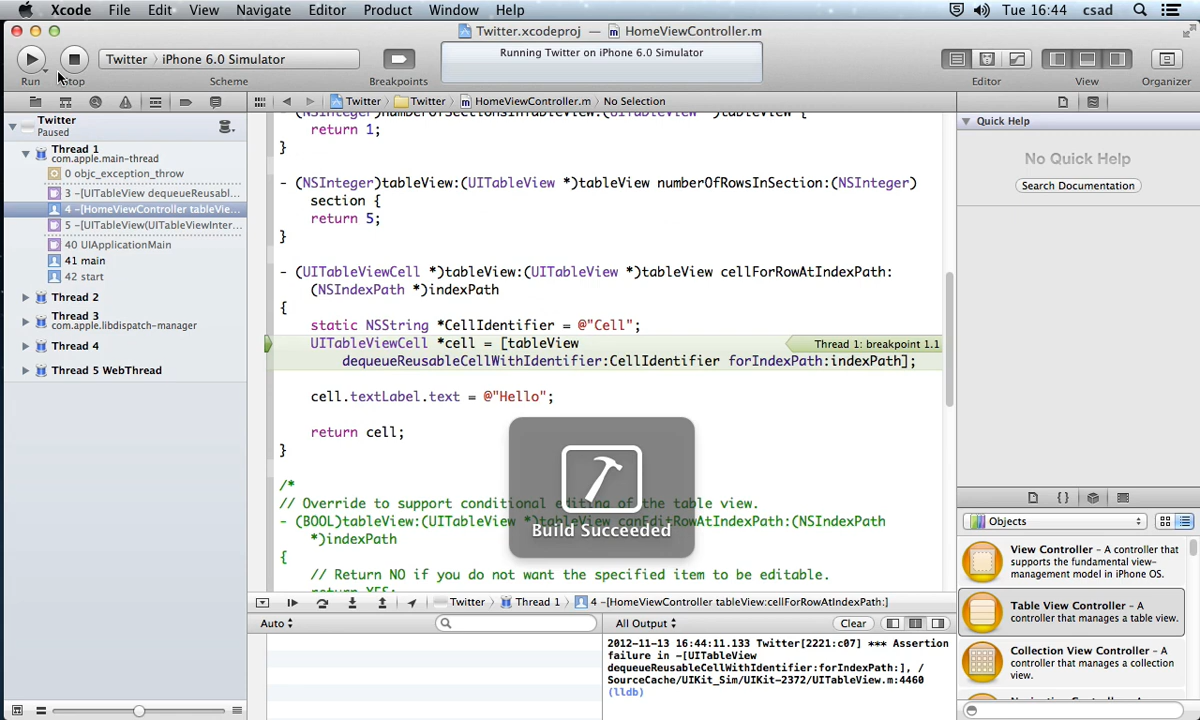 Xcode File Edit View Navigate Editor Product Window Help Tue 16:44 csad
Twitter.xcodeproj — HomeViewController.m
Twitter 〉 iPhone 6.0 Simulator
Running Twitter on iPhone 6.0 Simulator
Run Stop Scheme Breakpoints Editor View Organizer
Twitter 〉 Twitter 〉 HomeViewController.m 〉 No Selection
Twitter
Paused
Thread 1
com.apple.main-thread
0 objc_exception_throw
3 -[UITableView dequeueReusabl...
4 -[HomeViewController tableVie...
5 -[UITableView(UITableViewInter...
40 UIApplicationMain
41 main
42 start
Thread 2
Thread 3
com.apple.libdispatch-manager
Thread 4
Thread 5 WebThread
- (NSInteger)numberOfSectionsInTableView:(UITableView *)tableView {
return 1;
}
- (NSInteger)tableView:(UITableView *)tableView numberOfRowsInSection:(NSInteger)
section {
return 5;
}
- (UITableViewCell *)tableView:(UITableView *)tableView cellForRowAtIndexPath:
(NSIndexPath *)indexPath
{
static NSString *CellIdentifier = @"Cell";
UITableViewCell *cell = [tableView
Thread 1: breakpoint 1.1
dequeueReusableCellWithIdentifier:CellIdentifier forIndexPath:indexPath];
cell.textLabel.text = @"Hello";
return cell;
}
/*
// Override to support conditional editing of the table view.
- (BOOL)tableView:(UITableView *)tableView canEditRowAtIndexPath:(NSIndexPath
*)indexPath
{
// Return NO if you do not want the specified item to be editable.
return YES;
Build Succeeded
Twitter 〉 Thread 1 〉 4 -[HomeViewController tableView:cellForRowAtIndexPath:]
Auto
All Output
Clear
2012-11-13 16:44:11.133 Twitter[2221:c07] *** Assertion
failure in -[UITableView
dequeueReusableCellWithIdentifier:forIndexPath:], /
SourceCache/UIKit_Sim/UIKit-2372/UITableView.m:4460
(lldb)
Quick Help
No Quick Help
Search Documentation
Objects
View Controller - A controller that
supports the fundamental view-
management model in iPhone OS.
Table View Controller - A
controller that manages a table view.
Collection View Controller - A
controller that manages a collection
view.